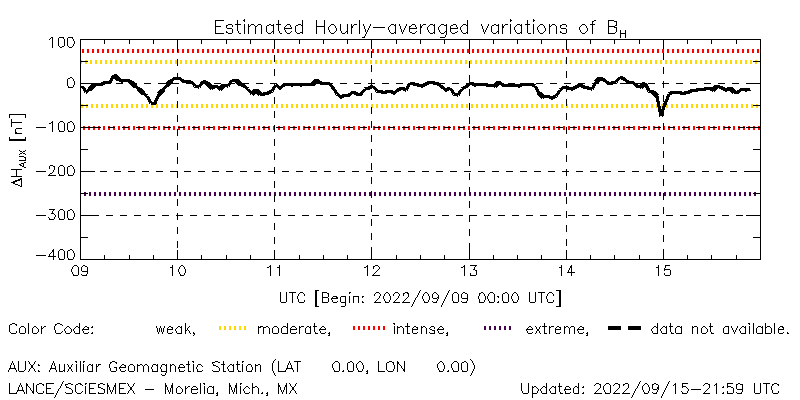 Estimated Hourly-averaged variations of BH
100
0
-100
-200
-300
-400
ΔHAUX [nT]
09 10 11 12 13 14 15
UTC [Begin: 2022/09/09 00:00 UTC]
Color Code: weak, moderate, intense, extreme, data not available.
AUX: Auxiliar Geomagnetic Station (LAT 0.00, LON 0.00)
LANCE/SCiESMEX - Morelia, Mich., MX Updated: 2022/09/15-21:59 UTC